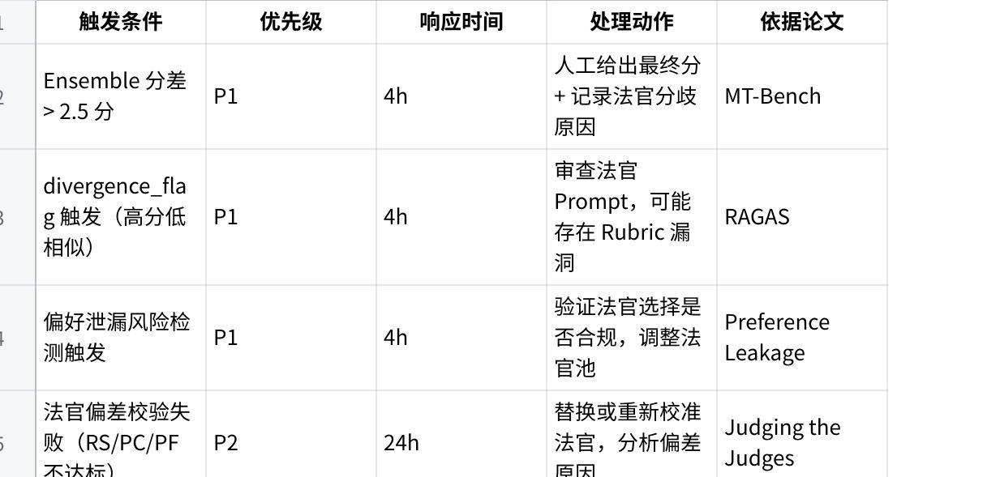 触发条件
优先级
响应时间
处理动作
依据论文
Ensemble 分差
> 2.5 分
P1
4h
人工给出最终分
+ 记录法官分歧
原因
MT-Bench
divergence_fla
g 触发（高分低
相似）
P1
4h
审查法官
Prompt，可能
存在 Rubric 漏
洞
RAGAS
偏好泄漏风险检
测触发
P1
4h
验证法官选择是
否合规，调整法
官池
Preference
Leakage
法官偏差校验失
败（RS/PC/PF
不达标）
P2
24h
替换或重新校准
法官，分析偏差
原因
Judging the
Judges